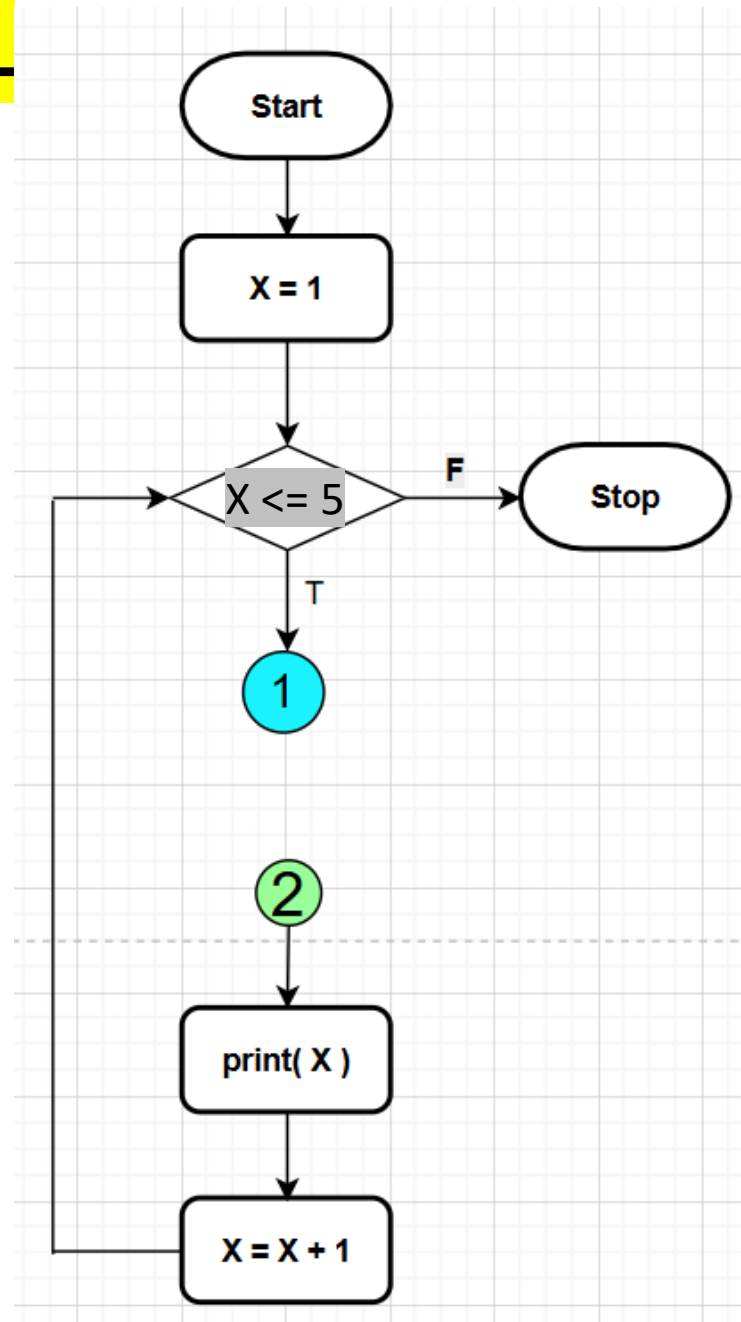 Start
X = 1
X <= 5
F
Stop
T
1
2
print( X )
X = X + 1